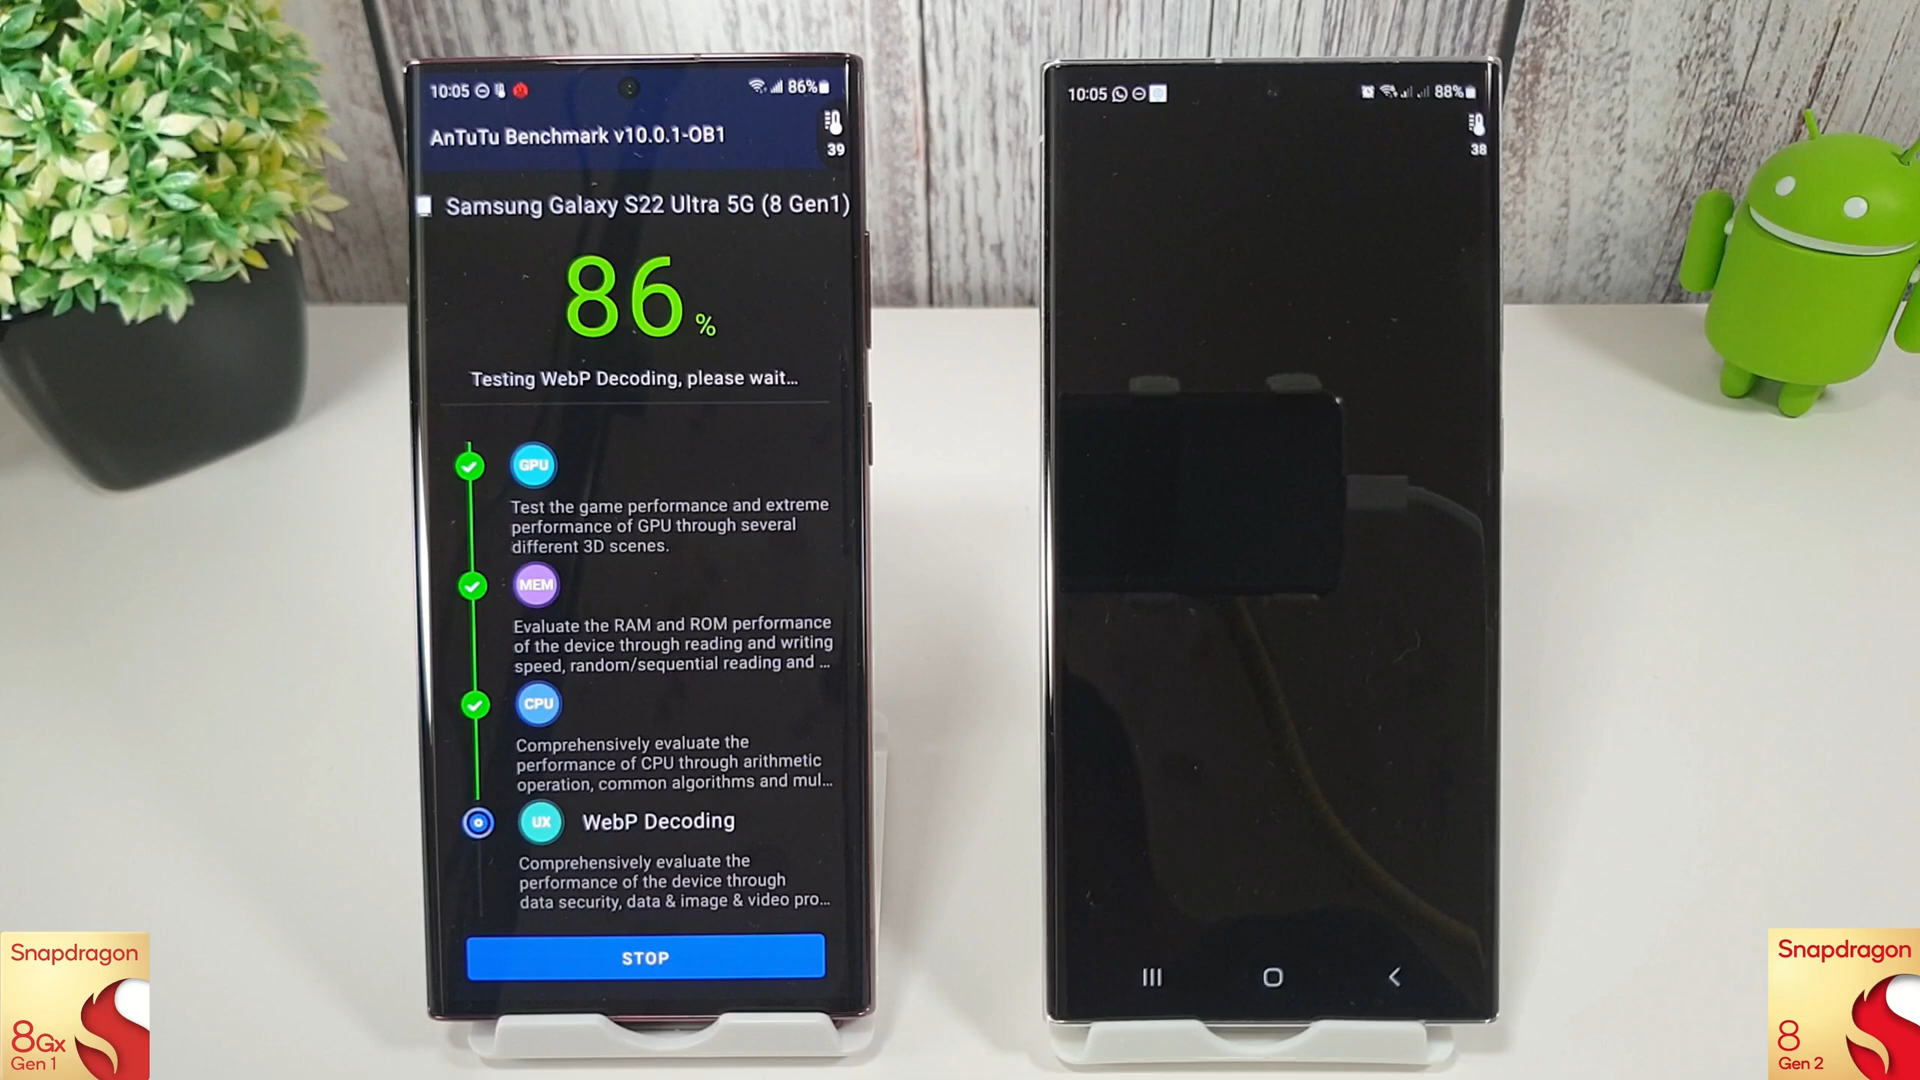 10:05
86%
AnTuTu Benchmark v10.0.1-OB1
39
Samsung Galaxy S22 Ultra 5G (8 Gen1)
86%
Testing WebP Decoding, please wait...
GPU
Test the game performance and extreme
performance of GPU through several
different 3D scenes.
MEM
Evaluate the RAM and ROM performance
of the device through reading and writing
speed, random/sequential reading and ...
CPU
Comprehensively evaluate the
performance of CPU through arithmetic
operation, common algorithms and mul...
UX WebP Decoding
Comprehensively evaluate the
performance of the device through
data security, data & image & video pro...
STOP
10:05
88%
38
Snapdragon
8Gx
Gen 1
Snapdragon
8
Gen 2